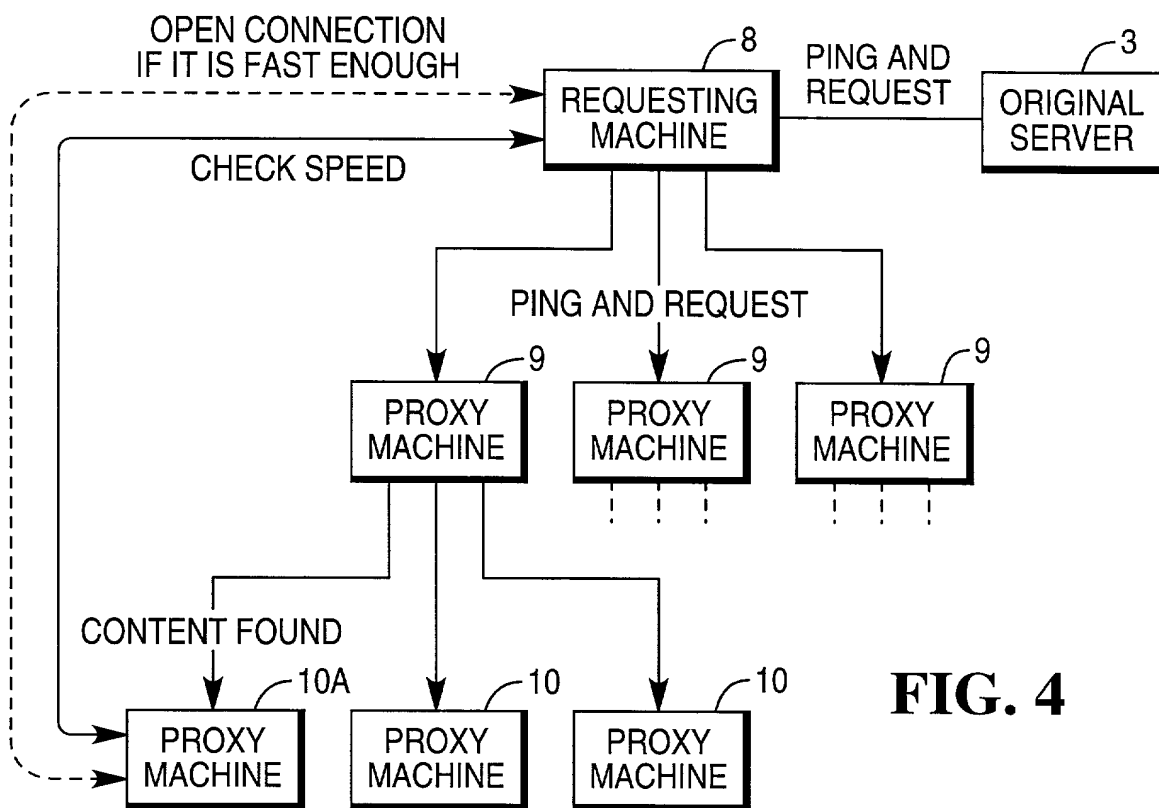 OPEN CONNECTION
IF IT IS FAST ENOUGH
8
REQUESTING
MACHINE
PING AND
REQUEST
3
ORIGINAL
SERVER
CHECK SPEED
PING AND REQUEST
9
PROXY
MACHINE
9
PROXY
MACHINE
9
PROXY
MACHINE
CONTENT FOUND
10A
PROXY
MACHINE
10
PROXY
MACHINE
10
PROXY
MACHINE
FIG. 4